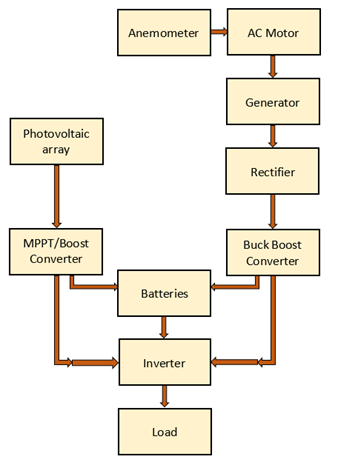 Anemometer
AC Motor
Generator
Photovoltaic
array
Rectifier
MPPT/Boost
Converter
Buck Boost
Converter
Batteries
Inverter
Load